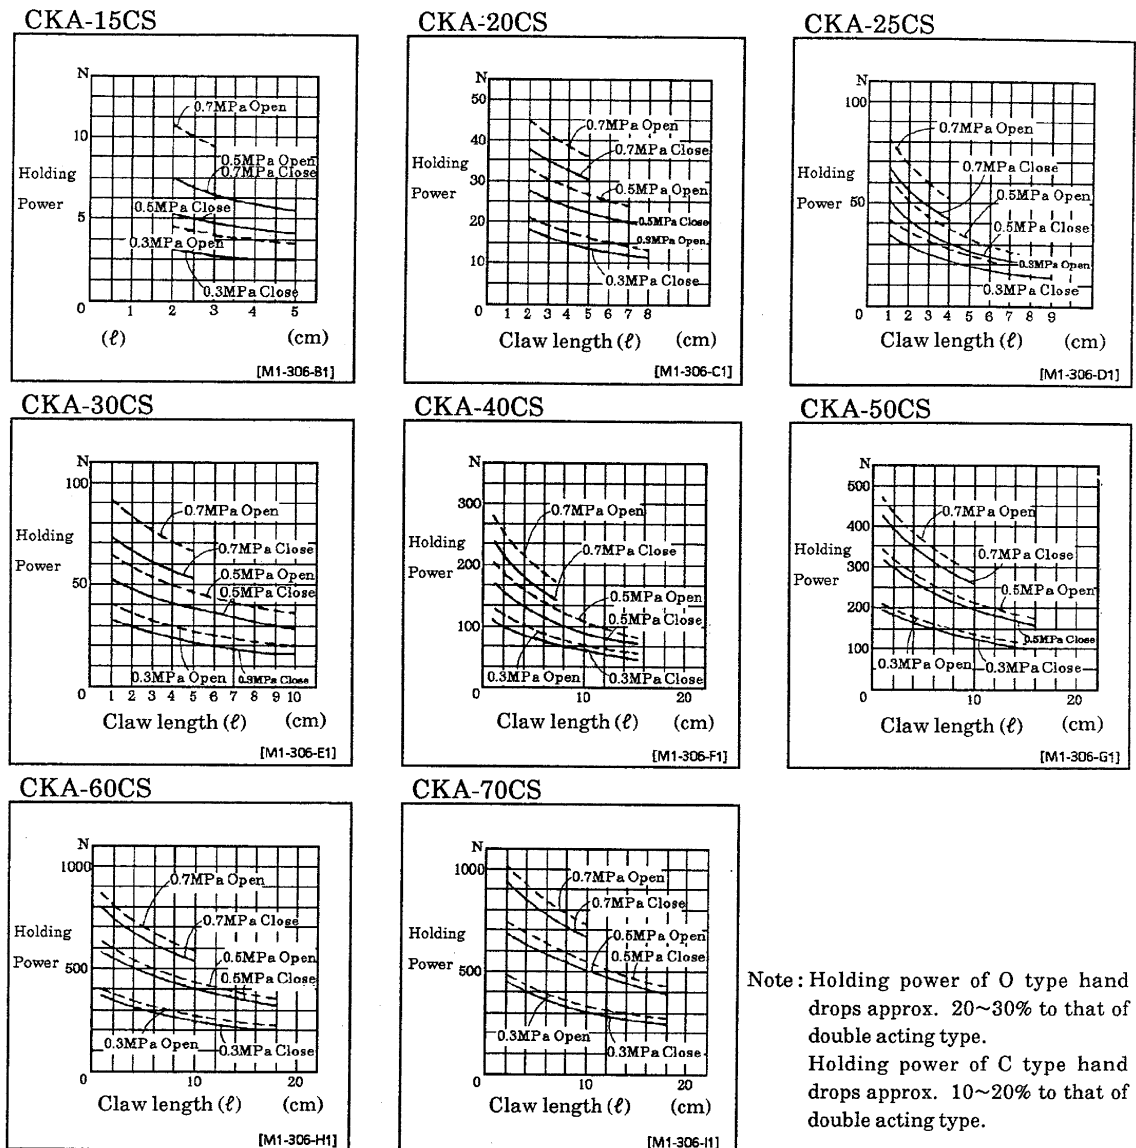 CKA-15CS
N
10
5
0
Holding
Power
0.7MPa Open
0.5MPa Open
0.7MPa Close
0.5MPa Close
0.3MPa Open
0.3MPa Close
1 2 3 4 5
(ℓ) (cm)
[M1-306-B1]
CKA-20CS
N
50
40
30
20
10
0
Holding
Power
0.7MPa Open
0.7MPa Close
0.5MPa Open
0.5MPa Close
0.3MPa Open
0.3MPa Close
1 2 3 4 5 6 7 8
Claw length (ℓ) (cm)
[M1-306-C1]
CKA-25CS
N
100
50
0
Holding
Power
0.7MPa Open
0.7MPa Close
0.5MPa Open
0.5MPa Close
0.3MPa Open
0.3MPa Close
1 2 3 4 5 6 7 8 9
Claw length (ℓ) (cm)
[M1-306-D1]
CKA-30CS
N
100
50
0
Holding
Power
0.7MPa Open
0.7MPa Close
0.5MPa Open
0.5MPa Close
0.3MPa Open 0.3MPa Close
1 2 3 4 5 6 7 8 9 10
Claw length (ℓ) (cm)
[M1-306-E1]
CKA-40CS
N
300
200
100
0
Holding
Power
0.7MPa Open
0.7MPa Close
0.5MPa Open
0.5MPa Close
0.3MPa Open 0.3MPa Close
10 20
Claw length (ℓ) (cm)
[M1-306-F1]
CKA-50CS
N
500
400
300
200
100
0
Holding
Power
0.7MPa Open
0.7MPa Close
0.5MPa Open
0.5MPa Close
0.3MPa Open 0.3MPa Close
10 20
Claw length (ℓ) (cm)
[M1-306-G1]
CKA-60CS
N
1000
500
0
Holding
Power
0.7MPa Open
0.7MPa Close
0.5MPa Open
0.5MPa Close
0.3MPa Open
0.3MPa Close
10 20
Claw length (ℓ) (cm)
[M1-306-H1]
CKA-70CS
N
1000
500
0
Holding
Power
0.7MPa Open
0.7MPa Close
0.5MPa Open
0.5MPa Close
0.3MPa Open
0.3MPa Close
10 20
Claw length (ℓ) (cm)
[M1-306-I1]
Note : Holding power of O type hand
drops approx. 20~30% to that of
double acting type.
Holding power of C type hand
drops approx. 10~20% to that of
double acting type.